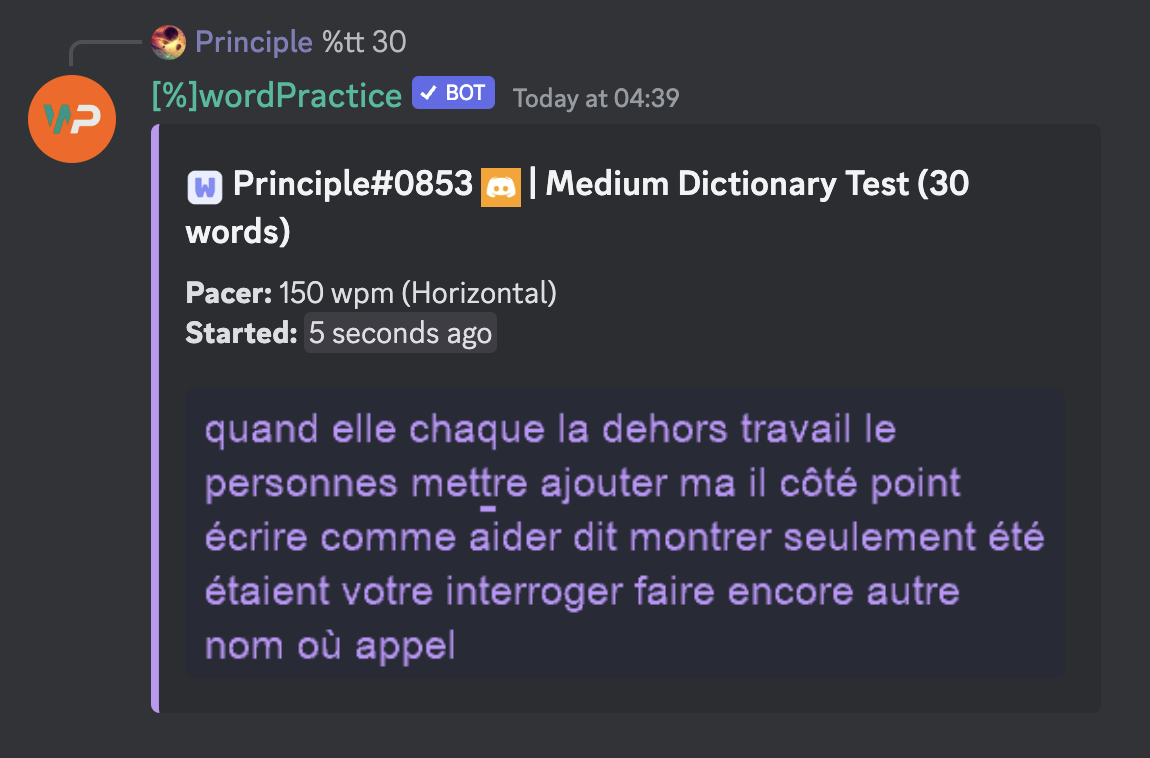 Principle %tt 30
WP [%]wordPractice ✓ BOT Today at 04:39
W Principle#0853 | Medium Dictionary Test (30
words)
Pacer: 150 wpm (Horizontal)
Started: 5 seconds ago
quand elle chaque la dehors travail le
personnes mettre ajouter ma il côté point
écrire comme aider dit montrer seulement été
étaient votre interroger faire encore autre
nom où appel